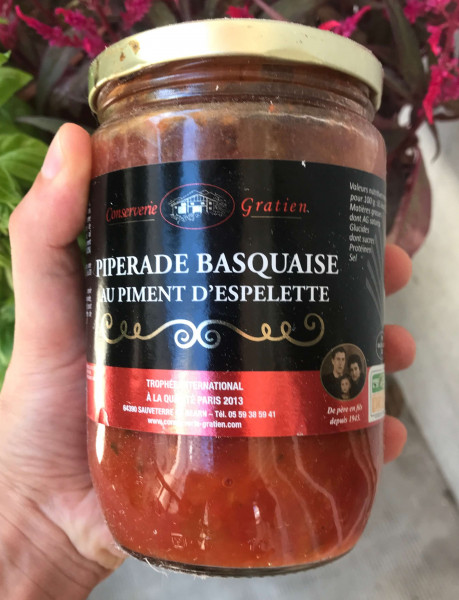 Conserverie Gratien
PIPERADE BASQUAISE
AU PIMENT D'ESPELETTE
TROPHÉE INTERNATIONAL
À LA QUALITÉ PARIS 2013
64390 SAUVETERRE DE BÉARN - Tél. 05 59 38 59 41
www.conserverie-gratien.com
De père en fils
depuis 1945.
Valeurs
pour 100 g
Matières
dont AG
Glucides
dont sucres
Protéines
Sel